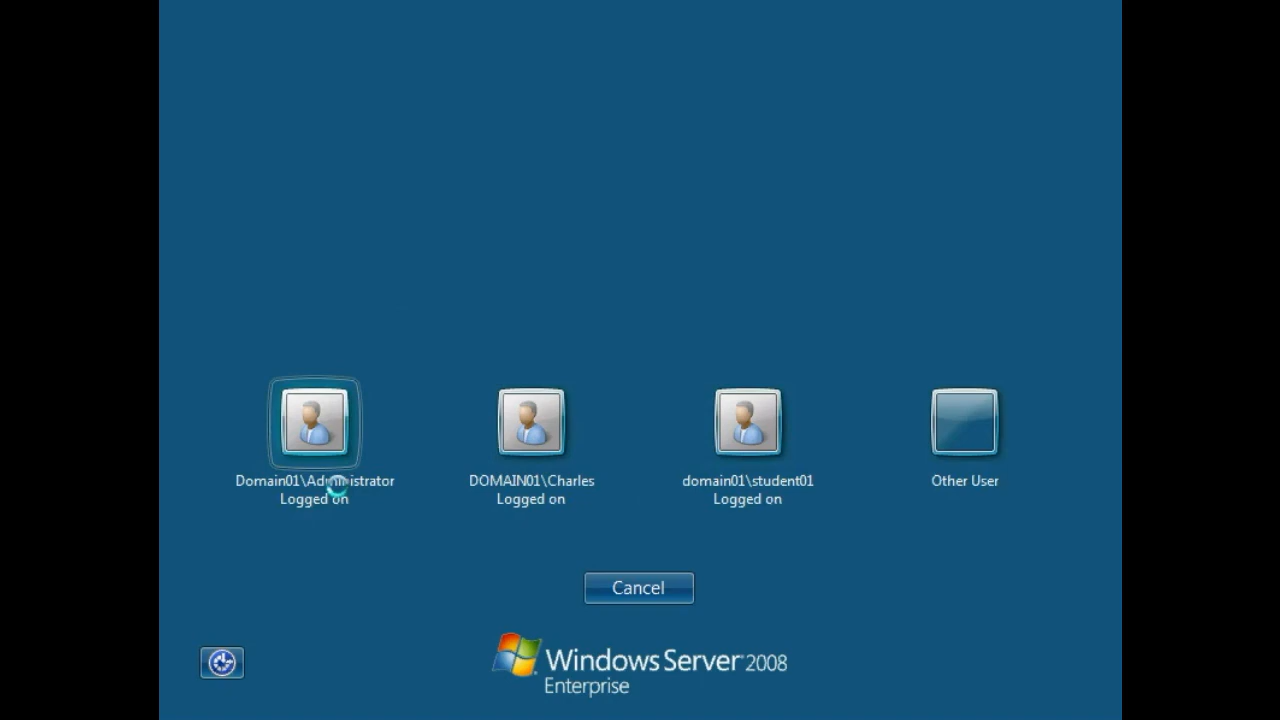 Domain01\Administrator
Logged on
DOMAIN01\Charles
Logged on
domain01\student01
Logged on
Other User
Cancel
Windows Server 2008
Enterprise